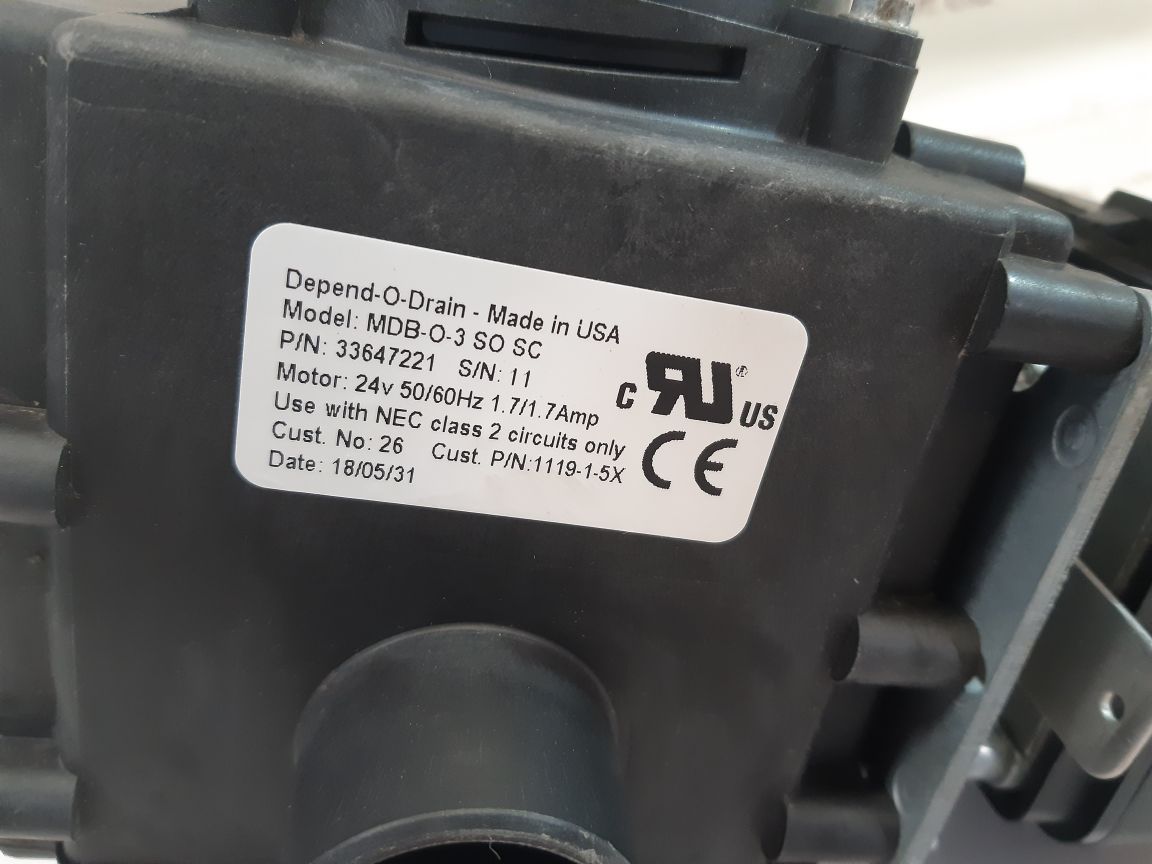 Depend-O-Drain - Made in USA
Model: MDB-O-3 SO SC
P/N: 33647221 S/N: 11
Motor: 24v 50/60Hz 1.7/1.7Amp
Use with NEC class 2 circuits only
Cust. No: 26 Cust. P/N:1119-1-5X
Date: 18/05/31
C RU ® US
CE